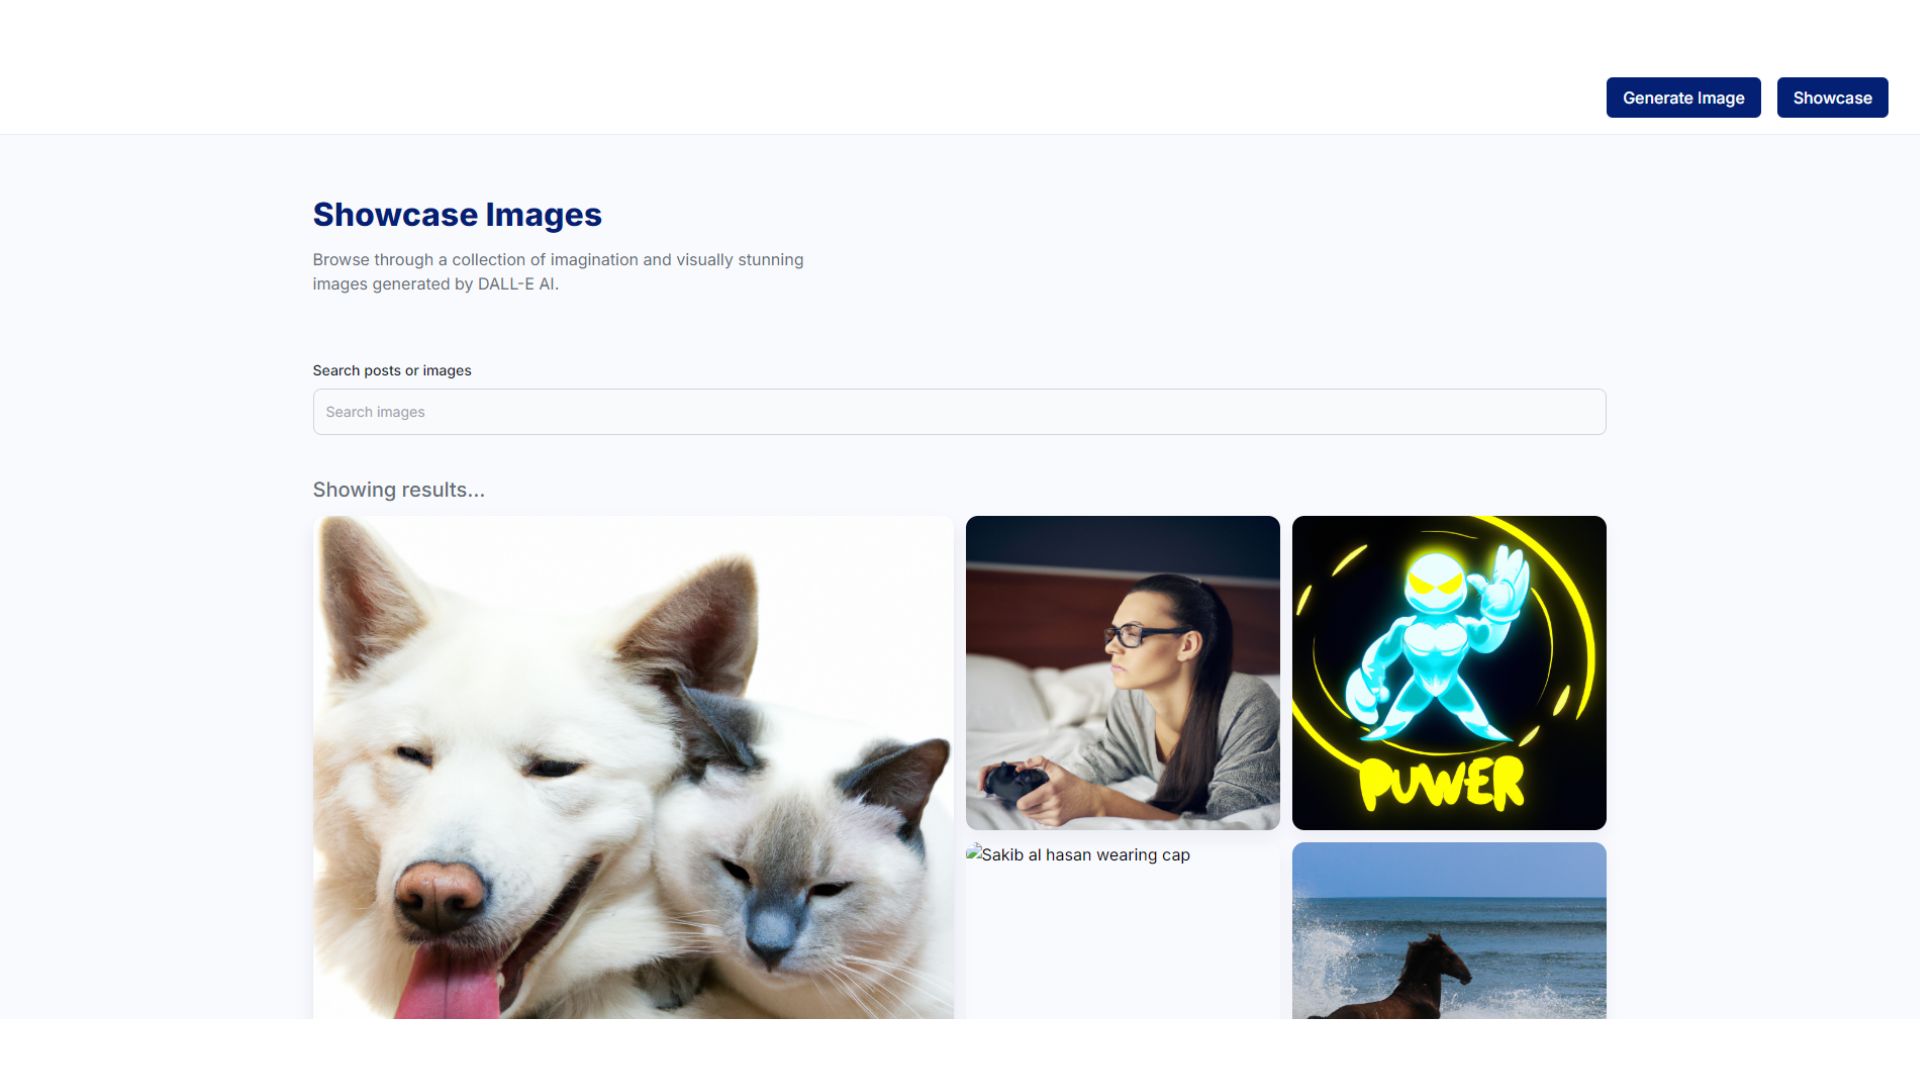 Generate Image
Showcase
Showcase Images
Browse through a collection of imagination and visually stunning
images generated by DALL-E AI.
Search posts or images
Search images
Showing results...
PUWER
Sakib al hasan wearing cap